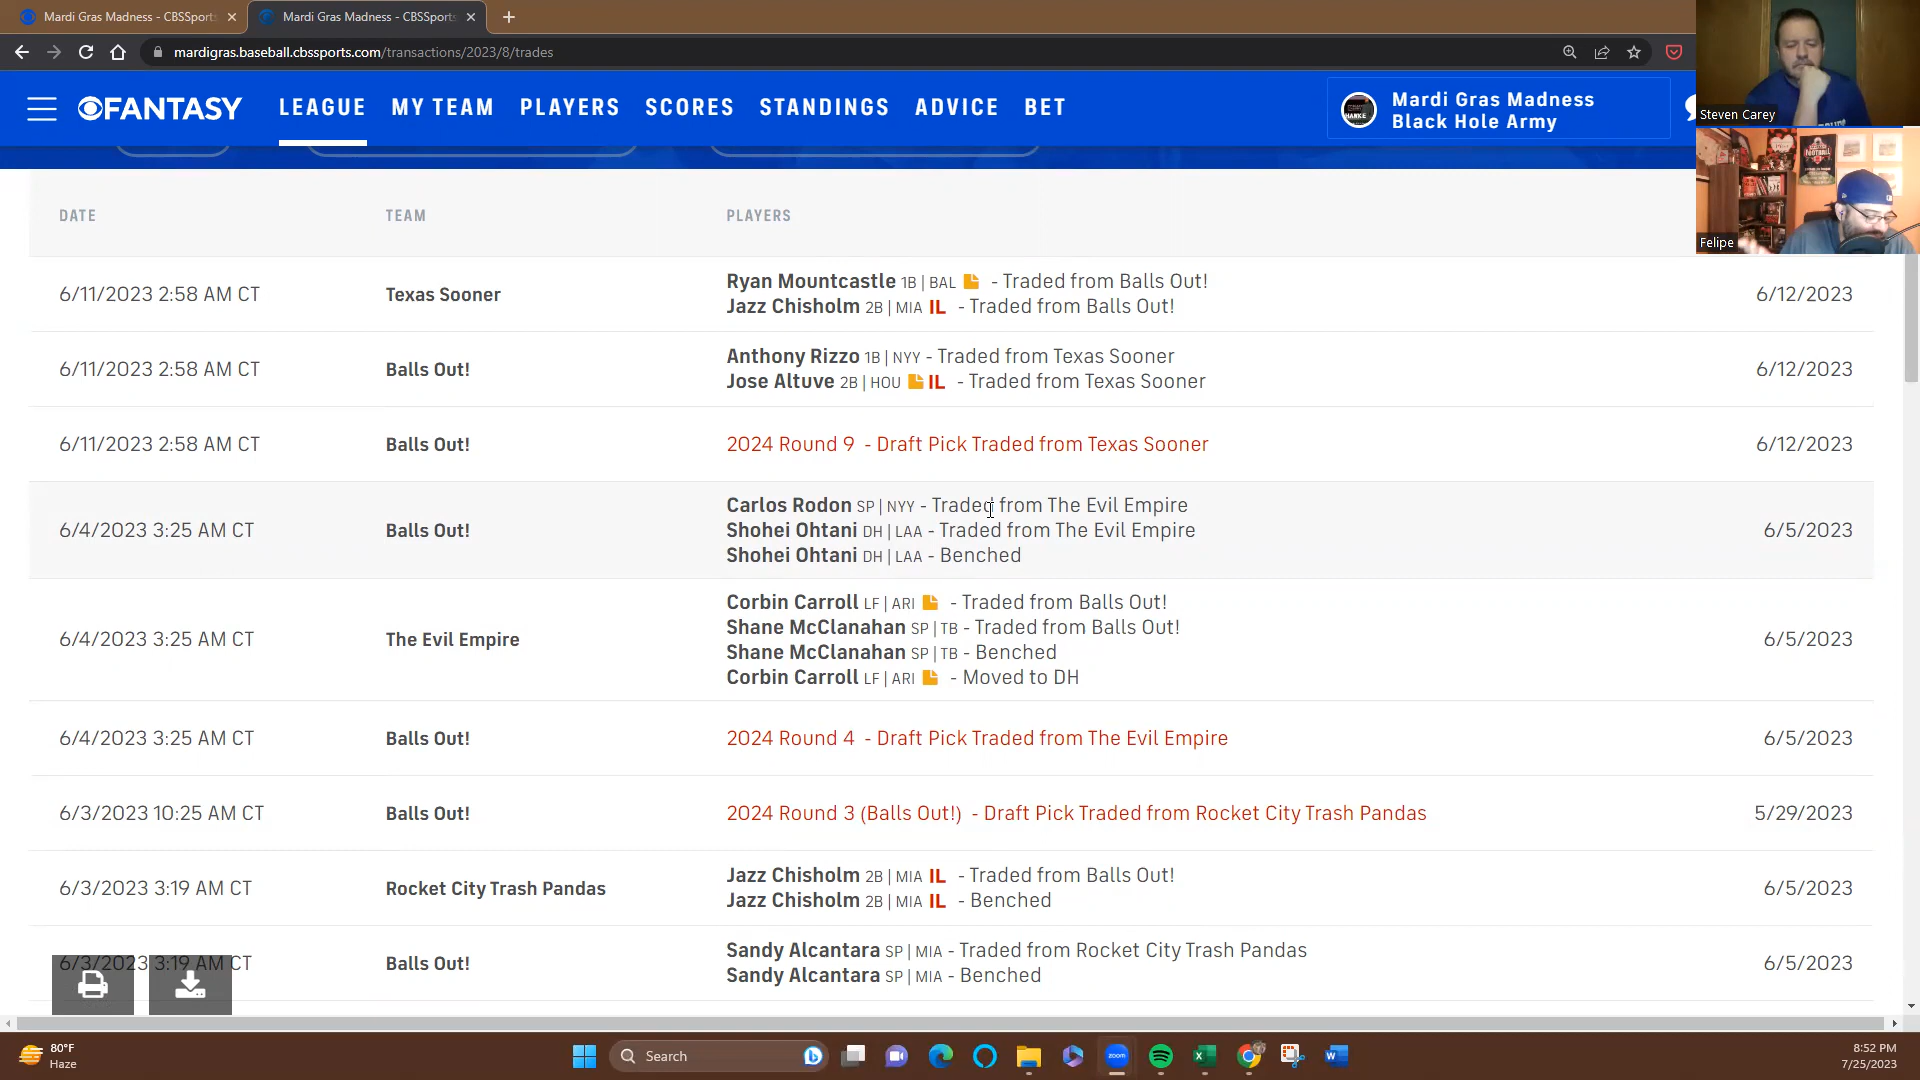 Mardi Gras Madness - CBSSports
Mardi Gras Madness - CBSSports
mardigras.baseball.cbssports.com/transactions/2023/8/trades
FANTASY
LEAGUE
MY TEAM
PLAYERS
SCORES
STANDINGS
ADVICE
BET
Mardi Gras Madness
Black Hole Army
Steven Carey
Felipe
DATE
TEAM
PLAYERS
6/11/2023 2:58 AM CT
Texas Sooner
Ryan Mountcastle 1B | BAL - Traded from Balls Out!
Jazz Chisholm 2B | MIA IL - Traded from Balls Out!
6/12/2023
6/11/2023 2:58 AM CT
Balls Out!
Anthony Rizzo 1B | NYY - Traded from Texas Sooner
Jose Altuve 2B | HOU IL - Traded from Texas Sooner
6/12/2023
6/11/2023 2:58 AM CT
Balls Out!
2024 Round 9 - Draft Pick Traded from Texas Sooner
6/12/2023
6/4/2023 3:25 AM CT
Balls Out!
Carlos Rodon SP | NYY - Traded from The Evil Empire
Shohei Ohtani DH | LAA - Traded from The Evil Empire
Shohei Ohtani DH | LAA - Benched
6/5/2023
6/4/2023 3:25 AM CT
The Evil Empire
Corbin Carroll LF | ARI - Traded from Balls Out!
Shane McClanahan SP | TB - Traded from Balls Out!
Shane McClanahan SP | TB - Benched
Corbin Carroll LF | ARI - Moved to DH
6/5/2023
6/4/2023 3:25 AM CT
Balls Out!
2024 Round 4 - Draft Pick Traded from The Evil Empire
6/5/2023
6/3/2023 10:25 AM CT
Balls Out!
2024 Round 3 (Balls Out!) - Draft Pick Traded from Rocket City Trash Pandas
5/29/2023
6/3/2023 3:19 AM CT
Rocket City Trash Pandas
Jazz Chisholm 2B | MIA IL - Traded from Balls Out!
Jazz Chisholm 2B | MIA IL - Benched
6/5/2023
6/3/2023 3:19 AM CT
Balls Out!
Sandy Alcantara SP | MIA - Traded from Rocket City Trash Pandas
Sandy Alcantara SP | MIA - Benched
6/5/2023
80°F
Haze
Search
zoom
8:52 PM
7/25/2023